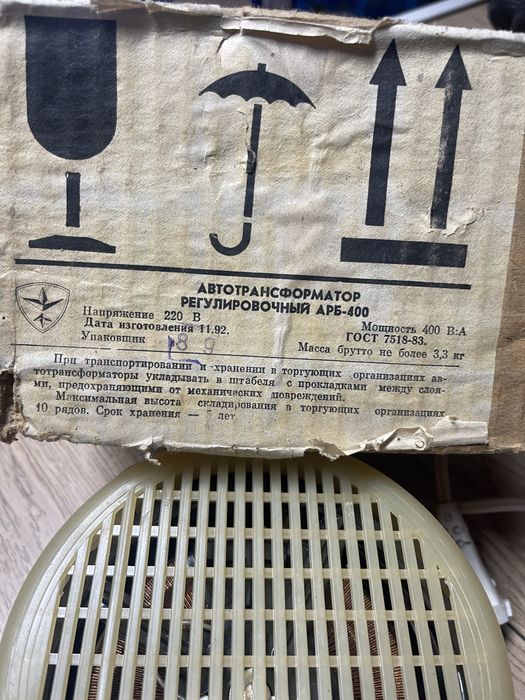 АВТОТРАНСФОРМАТОР
РЕГУЛИРОВОЧНЫЙ АРБ-400
Напряжение 220 В
Мощность 400 В·А
Дата изготовления 11.92.
ГОСТ 7518-83.
Упаковщик 8 9
Масса брутто не более 3,3 кг
При транспортировании и хранении в торгующих организациях ав-
тотрансформаторы укладывать в штабеля с прокладками между слоя-
ми, предохраняющими от механических повреждений.
Максимальная высота складирования в торгующих организациях
10 рядов. Срок хранения — 5 лет.